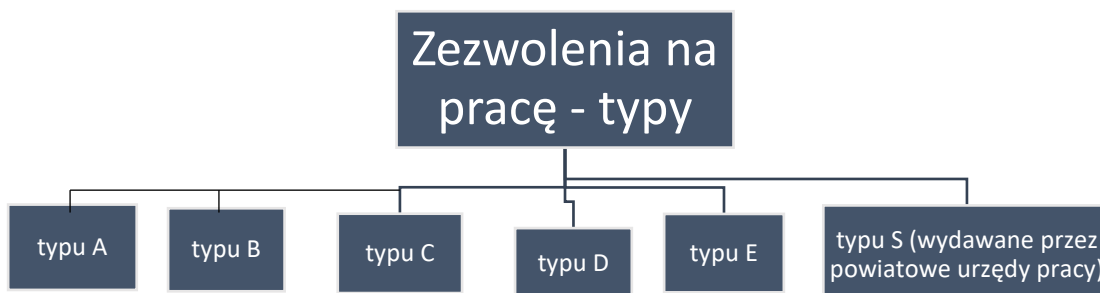 Zezwolenia na
pracę - typy
typu A
typu B
typu C
typu D
typu E
typu S (wydawane przez
powiatowe urzędy pracy)